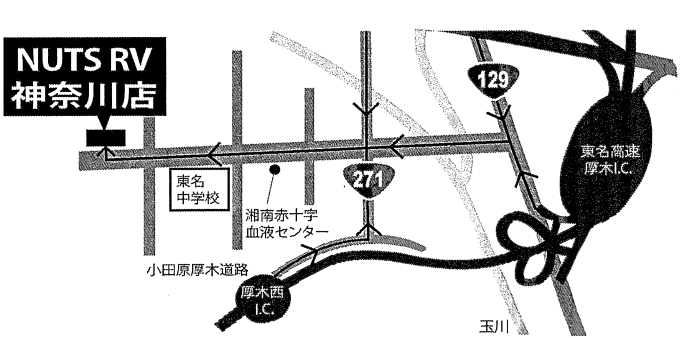 NUTS RV
神奈川店
129
東名高速
厚木I.C.
271
東名
中学校
湘南赤十字
血液センター
小田原厚木道路
厚木西
I.C.
玉川